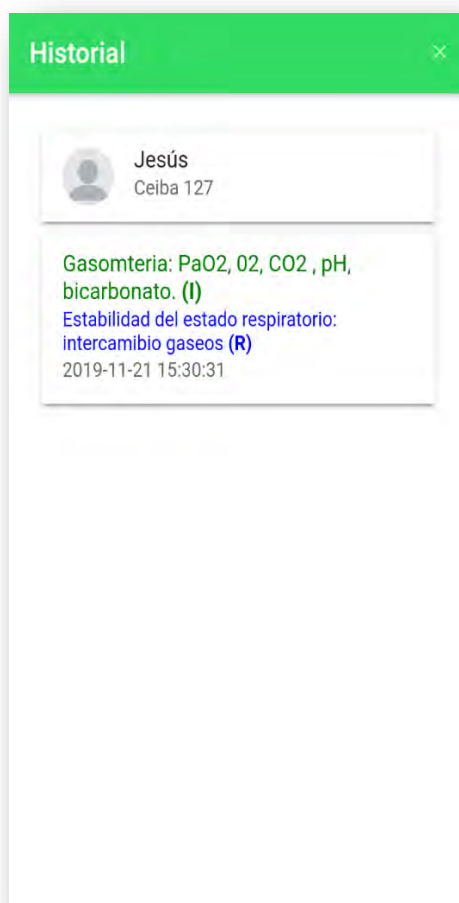 Historial
Jesús
Ceiba 127
Gasomteria: PaO2, 02, CO2 , pH,
bicarbonato. (I)
Estabilidad del estado respiratorio:
intercamibio gaseos (R)
2019-11-21 15:30:31